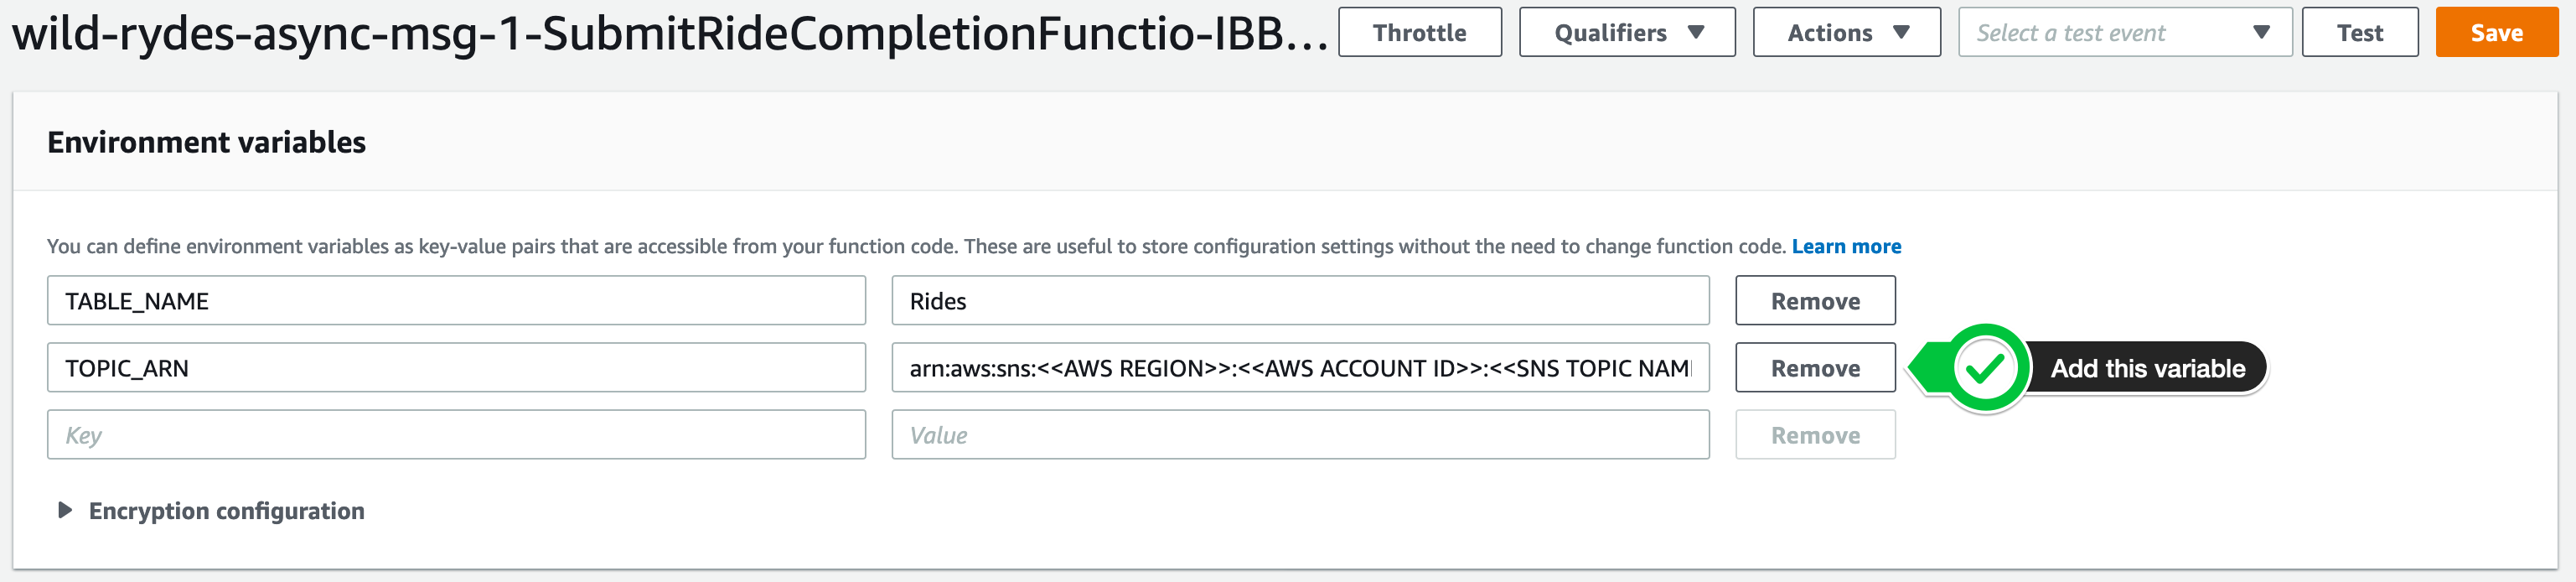 wild-rydes-async-msg-1-SubmitRideCompletionFunctio-IBB... Throttle Qualifiers Actions Select a test event Test Save
Environment variables
You can define environment variables as key-value pairs that are accessible from your function code. These are useful to store configuration settings without the need to change function code. Learn more
TABLE_NAME Rides Remove
TOPIC_ARN arn:aws:sns:<<AWS REGION>>:<<AWS ACCOUNT ID>>:<<SNS TOPIC NAM Remove Add this variable
Key Value Remove
Encryption configuration